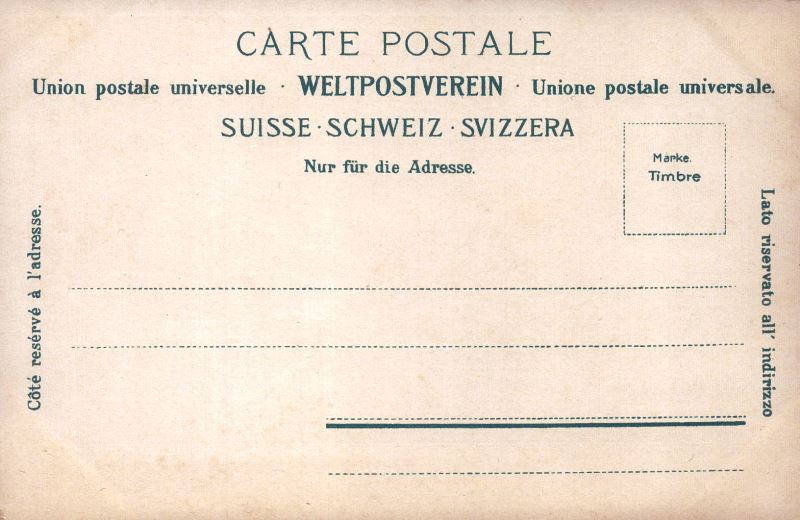 CARTE POSTALE
Union postale universelle · WELTPOSTVEREIN · Unione postale universale.
SUISSE · SCHWEIZ · SVIZZERA
Nur für die Adresse.
Marke.
Timbre
Côté resérvé à l'adresse.
Lato riservato all' indirizzo